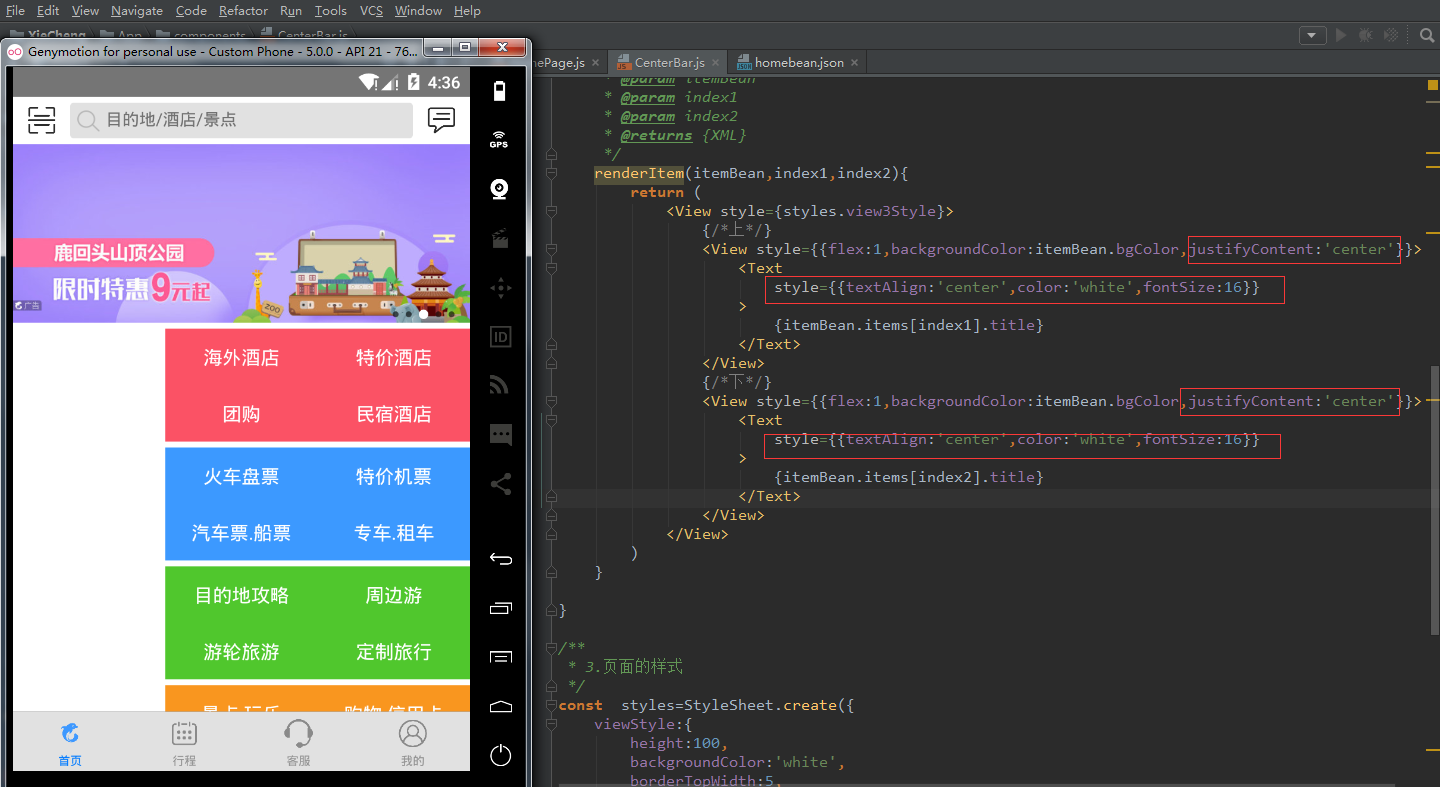 File Edit View Navigate Code Refactor Run Tools VCS Window Help
XieCheng App components CenterBar.js
Genymotion for personal use - Custom Phone - 5.0.0 - API 21 - 76...
4:36
目的地/酒店/景点
GPS
鹿回头山顶公园
限时特惠9元起
广告
ZOO
海外酒店 特价酒店
团购 民宿酒店
火车盘票 特价机票
汽车票.船票 专车.租车
目的地攻略 周边游
游轮旅游 定制旅行
景点.玩乐 购物.信用卡
首页 行程 客服 我的
ID
mePage.js CenterBar.js homebean.json
* @param itemBean
* @param index1
* @param index2
* @returns {XML}
*/
renderItem(itemBean,index1,index2){
return (
<View style={styles.view3Style}>
{/*上*/}
<View style={{flex:1,backgroundColor:itemBean.bgColor,justifyContent:'center'}}>
<Text
style={{textAlign:'center',color:'white',fontSize:16}}
>
{itemBean.items[index1].title}
</Text>
</View>
{/*下*/}
<View style={{flex:1,backgroundColor:itemBean.bgColor,justifyContent:'center'}}>
<Text
style={{textAlign:'center',color:'white',fontSize:16}}
>
{itemBean.items[index2].title}
</Text>
</View>
</View>
)
}
}
/**
* 3.页面的样式
*/
const styles=StyleSheet.create({
viewStyle:{
height:100,
backgroundColor:'white',
borderTopWidth:5,